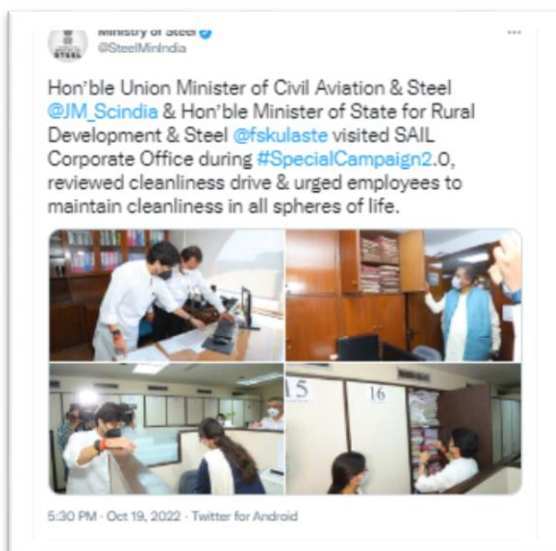 Ministry of Steel
@SteelMinIndia
Hon'ble Union Minister of Civil Aviation & Steel
@JM_Scindia & Hon'ble Minister of State for Rural
Development & Steel @fskulaste visited SAIL
Corporate Office during #SpecialCampaign2.0,
reviewed cleanliness drive & urged employees to
maintain cleanliness in all spheres of life.
15
16
5:30 PM · Oct 19, 2022 · Twitter for Android